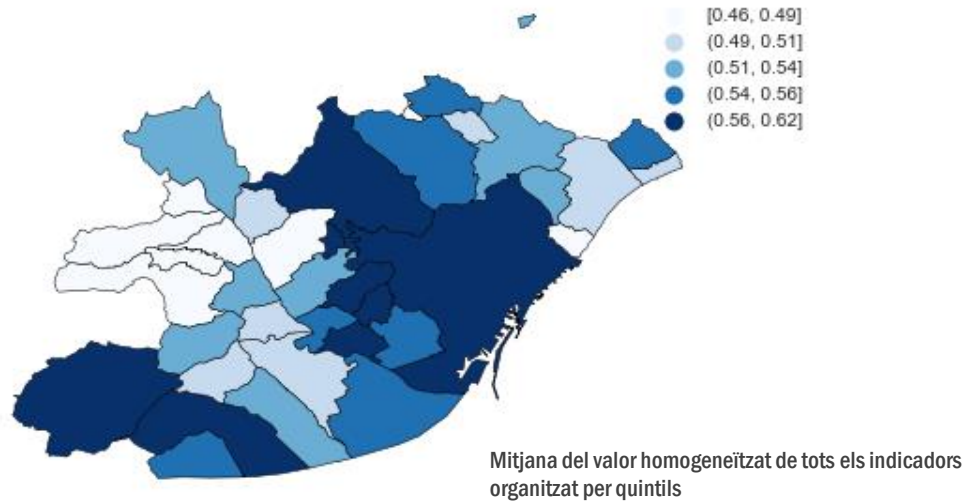 [0.46, 0.49]
(0.49, 0.51]
(0.51, 0.54]
(0.54, 0.56]
(0.56, 0.62]
Mitjana del valor homogeneïtzat de tots els indicadors
organitzat per quintils